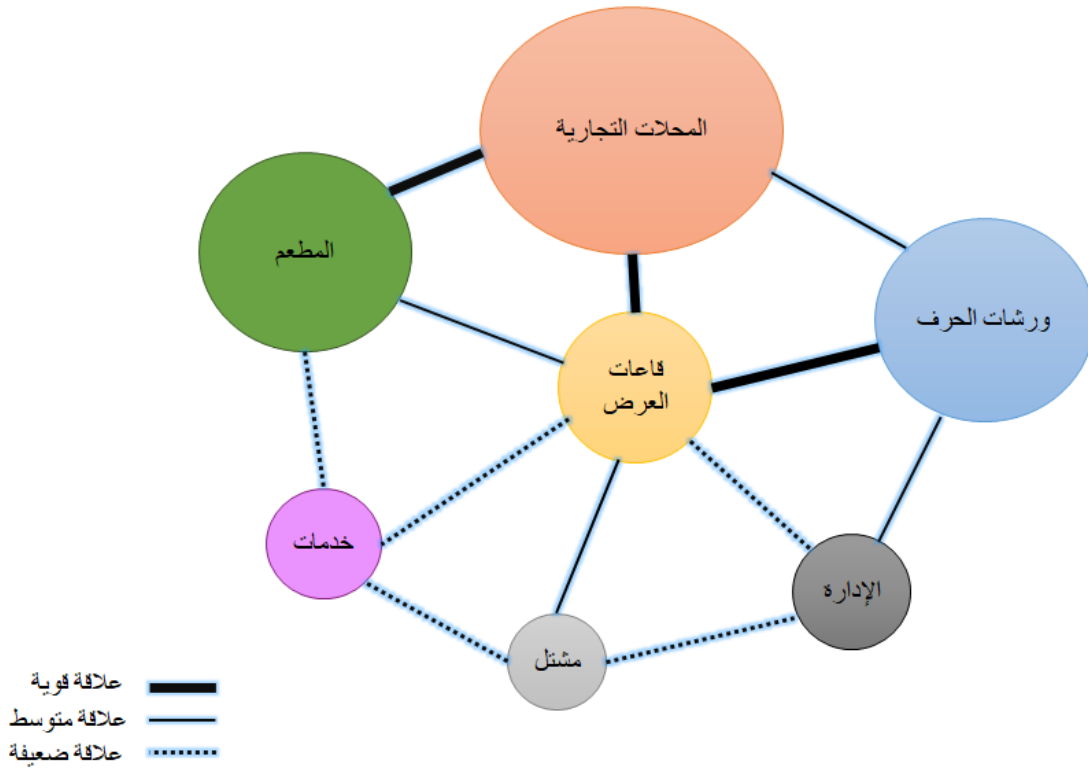 المحلات التجارية
المطعم
ورشات الحرف
قاعات
العرض
خدمات
الإدارة
مشتل
علاقة قوية
علاقة متوسط
علاقة ضعيفة